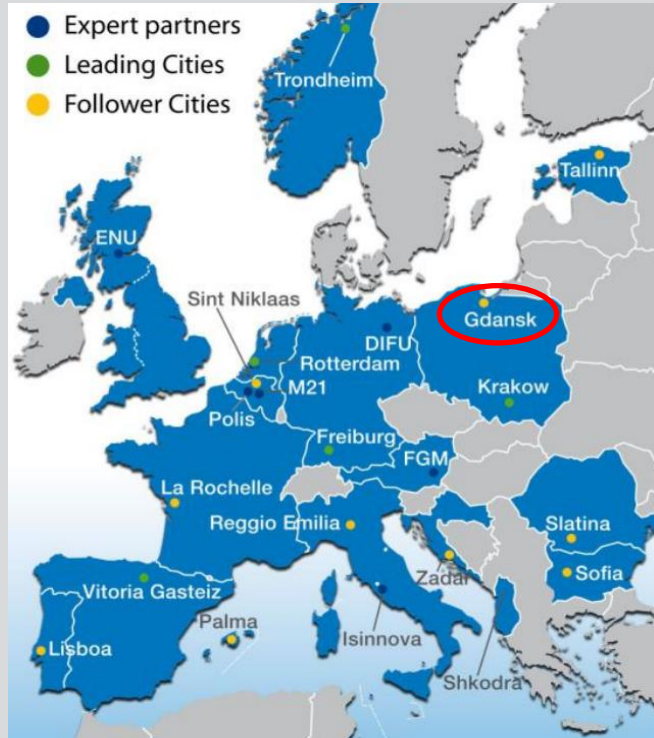 Expert partners
Leading Cities
Follower Cities
Trondheim
Tallinn
ENU
Sint Niklaas
Gdansk
DIFU
Rotterdam
M21
Krakow
Polis
Freiburg
FGM
La Rochelle
Reggio Emilia
Slatina
Zadar
Sofia
Vitoria Gasteiz
Palma
Isinnova
Lisboa
Shkodra